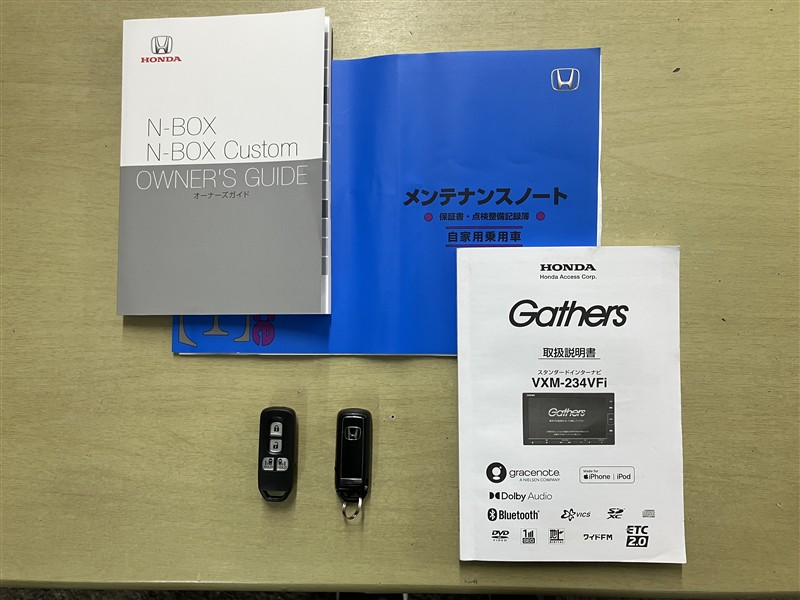 HONDA
N-BOX
N-BOX Custom
OWNER'S GUIDE
オーナーズガイド
メンテナンスノート
保証書・点検整備記録簿
自家用乗用車
HONDA
Honda Access Corp.
Gathers
取扱説明書
スタンダードインターナビ
VXM-234VFi
Gathers
gracenote.
A NIELSEN COMPANY
Made for
iPhone | iPod
Dolby Audio
Bluetooth®
VICS
SD XC
DVD VIDEO
1SEG
ワイドFM
ETC 2.0